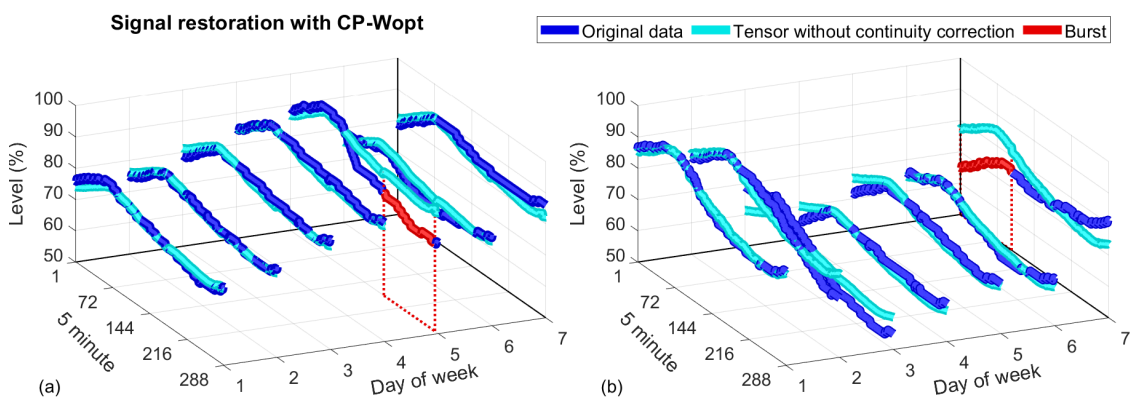 Signal restoration with CP-Wopt
Original data Tensor without continuity correction Burst
Level (%)
100
90
80
70
60
50
1
72
144
216
288
5 minute
1 2 3 4 5 6 7
Day of week
(a)
Level (%)
100
90
80
70
60
50
1
72
144
216
288
5 minute
1 2 3 4 5 6 7
Day of week
(b)